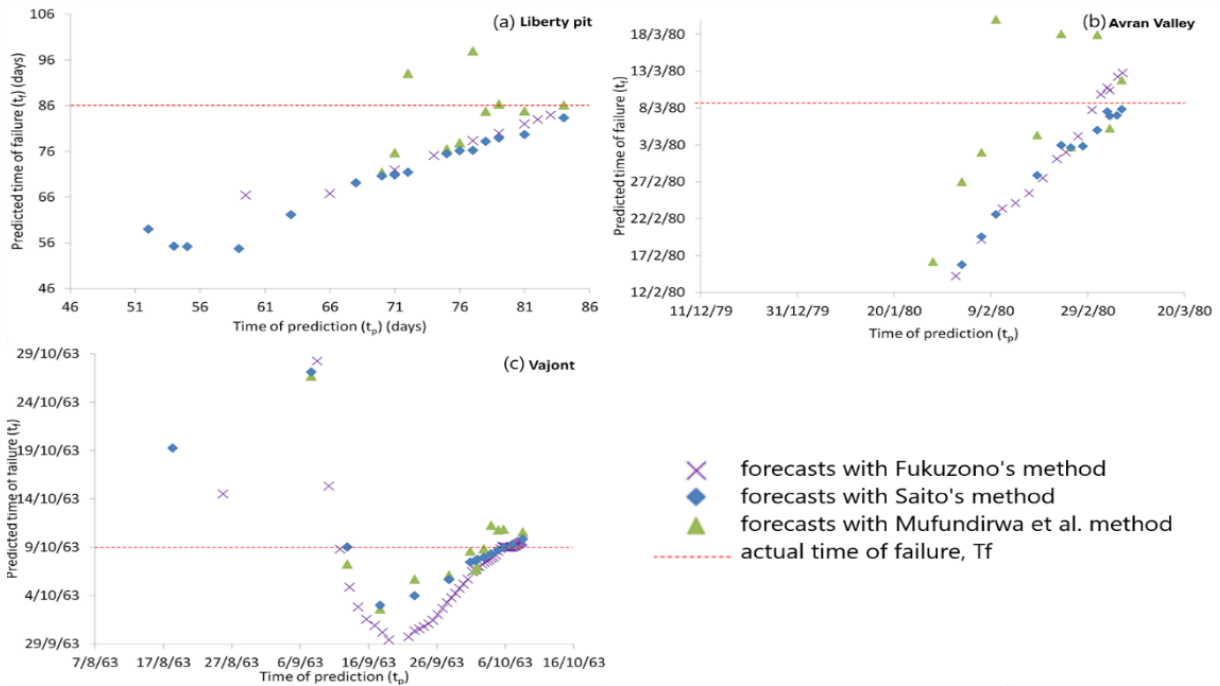 (a) Liberty pit
106
96
86
76
66
56
46
46 51 56 61 66 71 76 81 86
Predicted time of failure (tf) (days)
Time of prediction (tp) (days)
(b) Avran Valley
18/3/80
13/3/80
8/3/80
3/3/80
27/2/80
22/2/80
17/2/80
12/2/80
11/12/79 31/12/79 20/1/80 9/2/80 29/2/80 20/3/80
Predicted time of failure (tf)
Time of prediction (tp)
(c) Vajont
29/10/63
24/10/63
19/10/63
14/10/63
9/10/63
4/10/63
29/9/63
7/8/63 17/8/63 27/8/63 6/9/63 16/9/63 26/9/63 6/10/63 16/10/63
Predicted time of failure (tf)
Time of prediction (tp)
forecasts with Fukuzono's method
forecasts with Saito's method
forecasts with Mufundirwa et al. method
actual time of failure, Tf